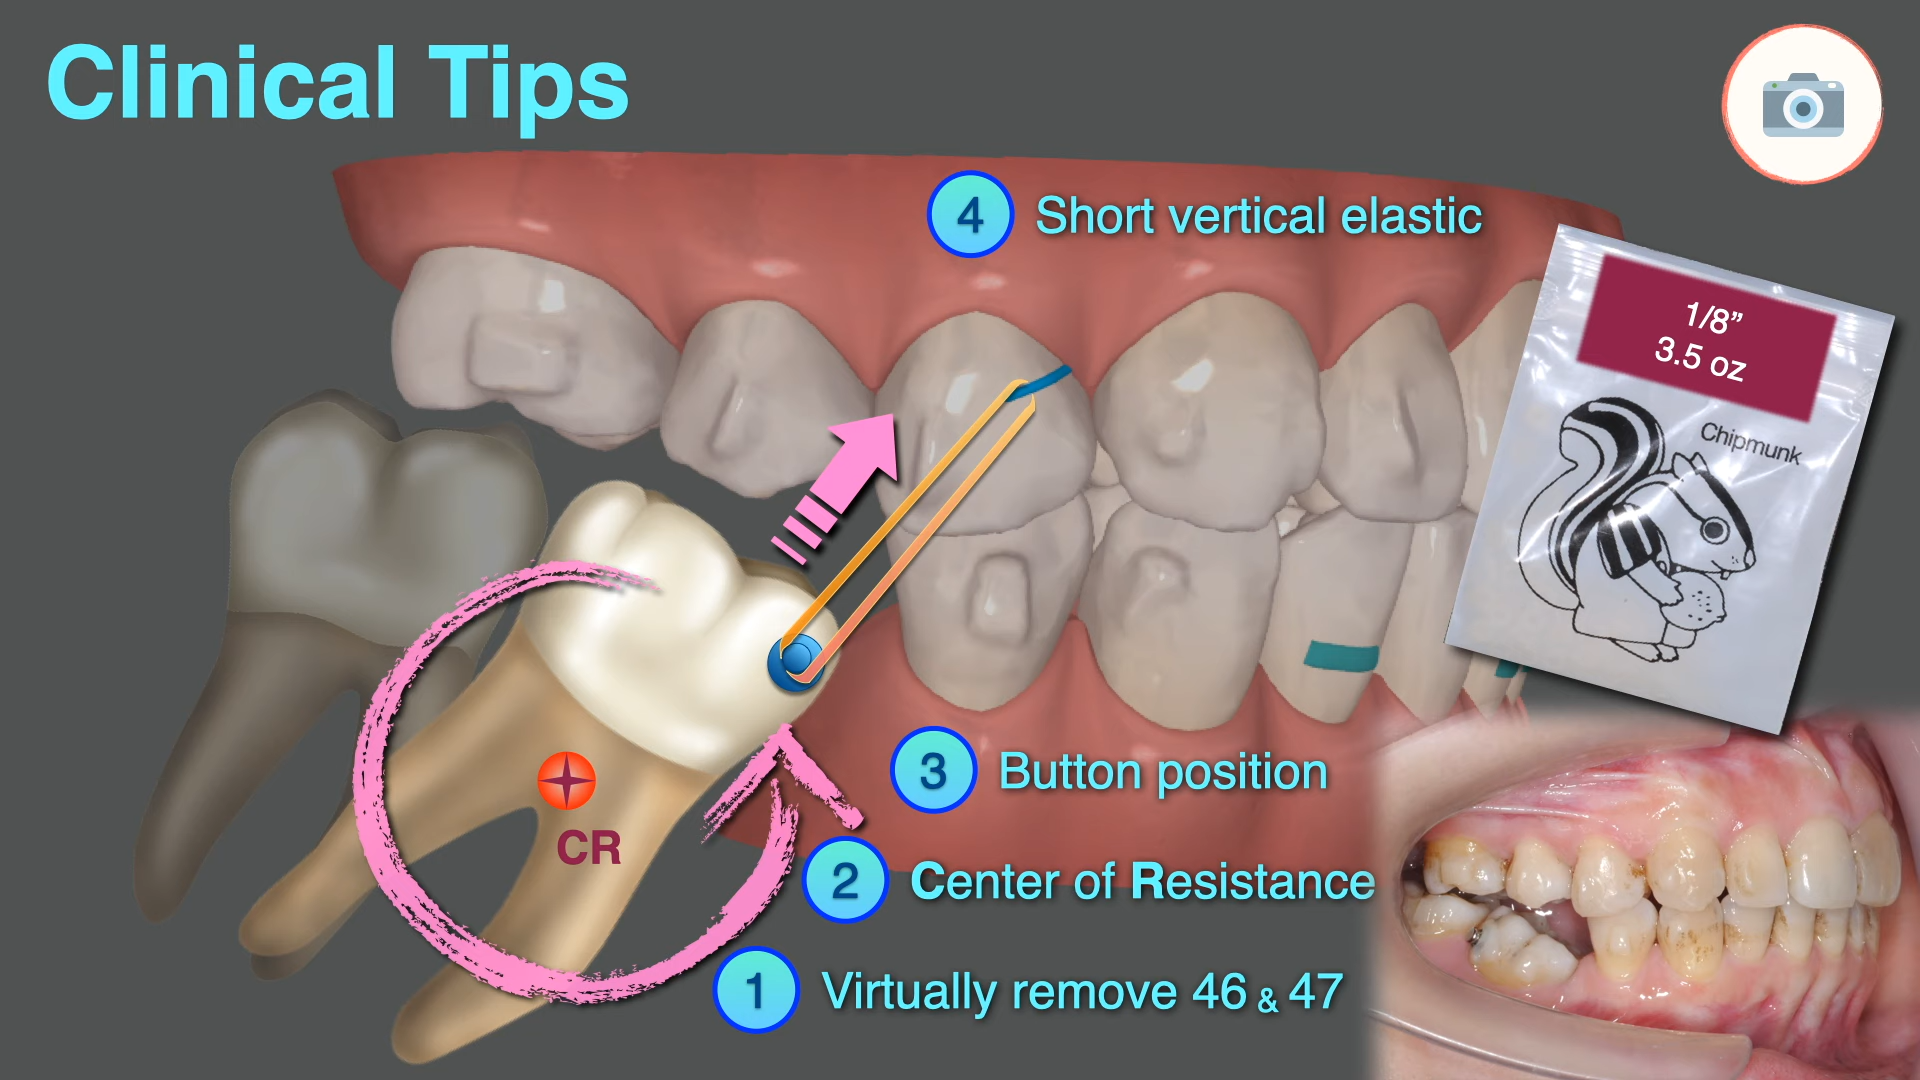 Clinical Tips
4 Short vertical elastic
1/8”
3.5 oz
Chipmunk
3 Button position
CR
2 Center of Resistance
1 Virtually remove 46 & 47